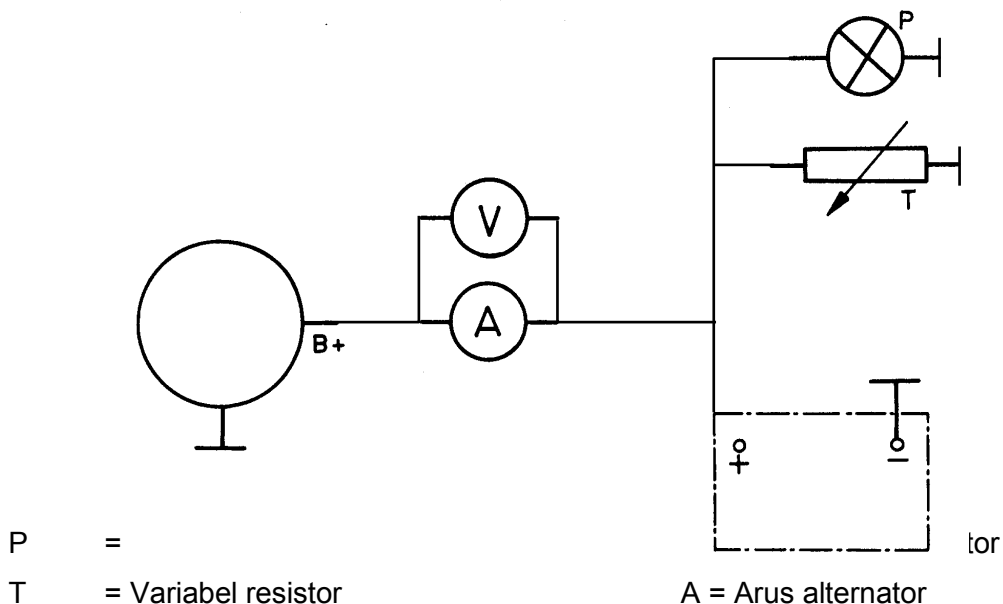 P
T
V
A
B+
+
−
P =
tor
T = Variabel resistor A = Arus alternator